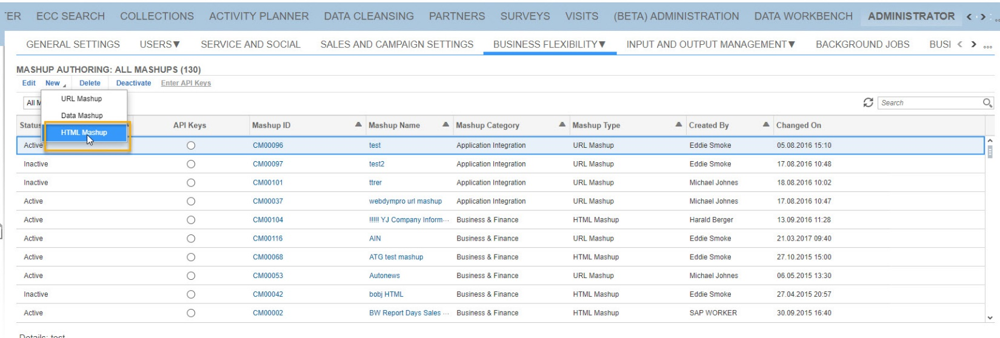 TER ECC SEARCH COLLECTIONS ACTIVITY PLANNER DATA CLEANSING PARTNERS SURVEYS VISITS (BETA) ADMINISTRATION DATA WORKBENCH ADMINISTRATOR
GENERAL SETTINGS USERS▼ SERVICE AND SOCIAL SALES AND CAMPAIGN SETTINGS BUSINESS FLEXIBILITY▼ INPUT AND OUTPUT MANAGEMENT▼ BACKGROUND JOBS BUSI
MASHUP AUTHORING: ALL MASHUPS (130)
Edit New Delete Deactivate Enter API Keys
URL Mashup
All M Search
Data Mashup
HTML Mashup
Status API Keys Mashup ID Mashup Name Mashup Category Mashup Type Created By Changed On
Active CM00096 test Application Integration URL Mashup Eddie Smoke 05.08.2016 15:10
Inactive CM00097 test2 Application Integration URL Mashup Eddie Smoke 17.08.2016 10:48
Inactive CM00101 ttrer Application Integration URL Mashup Michael Johnes 18.08.2016 10:02
Active CM00037 webdympro url mashup Application Integration URL Mashup Michael Johnes 17.08.2016 10:47
Active CM00104 !!!!! YJ Company Inform··· Business & Finance HTML Mashup Harald Berger 13.09.2016 11:28
Active CM00116 AIN Business & Finance URL Mashup Eddie Smoke 21.03.2017 09:40
Active CM00068 ATG test mashup Business & Finance HTML Mashup Eddie Smoke 27.10.2015 15:00
Active CM00053 Autonews Business & Finance URL Mashup Michael Johnes 06.05.2015 13:30
Inactive CM00042 bobj HTML Business & Finance HTML Mashup Eddie Smoke 27.04.2015 20:57
Active CM00002 BW Report Days Sales ··· Business & Finance HTML Mashup SAP WORKER 30.09.2015 16:40
Details: test